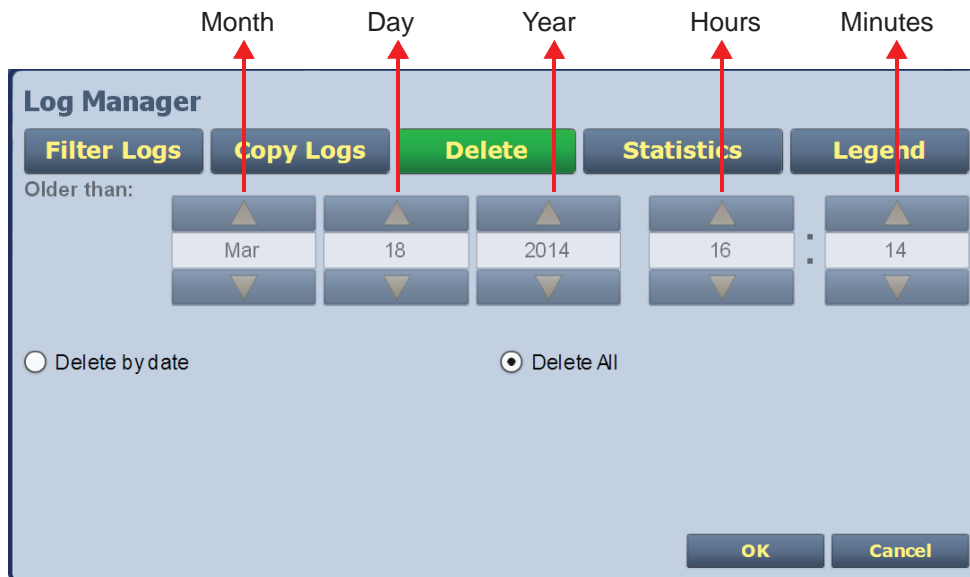 Month Day Year Hours Minutes
Log Manager
Filter Logs Copy Logs Delete Statistics Legend
Older than:
Mar 18 2014 16 : 14
Delete by date Delete All
OK Cancel